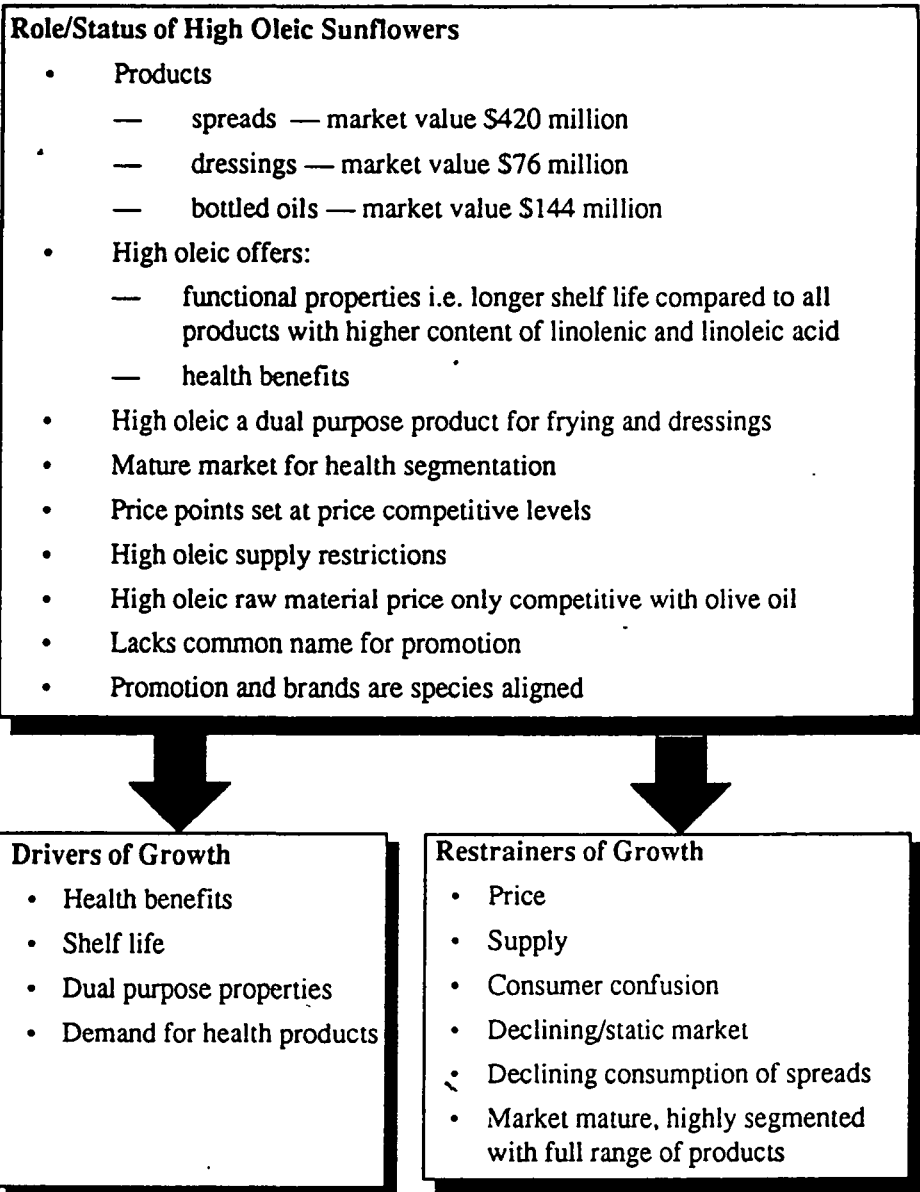 Role/Status of High Oleic Sunflowers
• Products
— spreads — market value $420 million
— dressings — market value $76 million
— bottled oils — market value $144 million
• High oleic offers:
— functional properties i.e. longer shelf life compared to all
products with higher content of linolenic and linoleic acid
— health benefits
• High oleic a dual purpose product for frying and dressings
• Mature market for health segmentation
• Price points set at price competitive levels
• High oleic supply restrictions
• High oleic raw material price only competitive with olive oil
• Lacks common name for promotion
• Promotion and brands are species aligned
Drivers of Growth
• Health benefits
• Shelf life
• Dual purpose properties
• Demand for health products
Restrainers of Growth
• Price
• Supply
• Consumer confusion
• Declining/static market
• Declining consumption of spreads
• Market mature, highly segmented
with full range of products